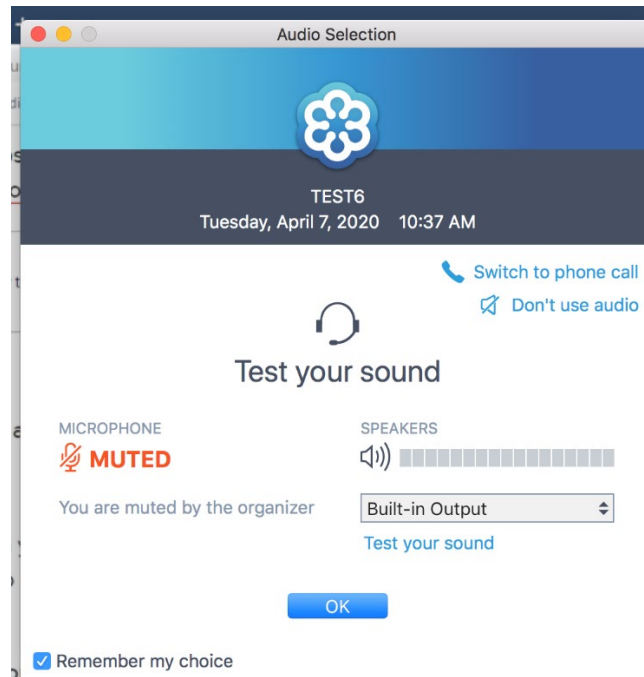 Audio Selection
TEST6
Tuesday, April 7, 2020 10:37 AM
Switch to phone call
Don't use audio
Test your sound
MICROPHONE
MUTED
You are muted by the organizer
SPEAKERS
Built-in Output
Test your sound
OK
Remember my choice